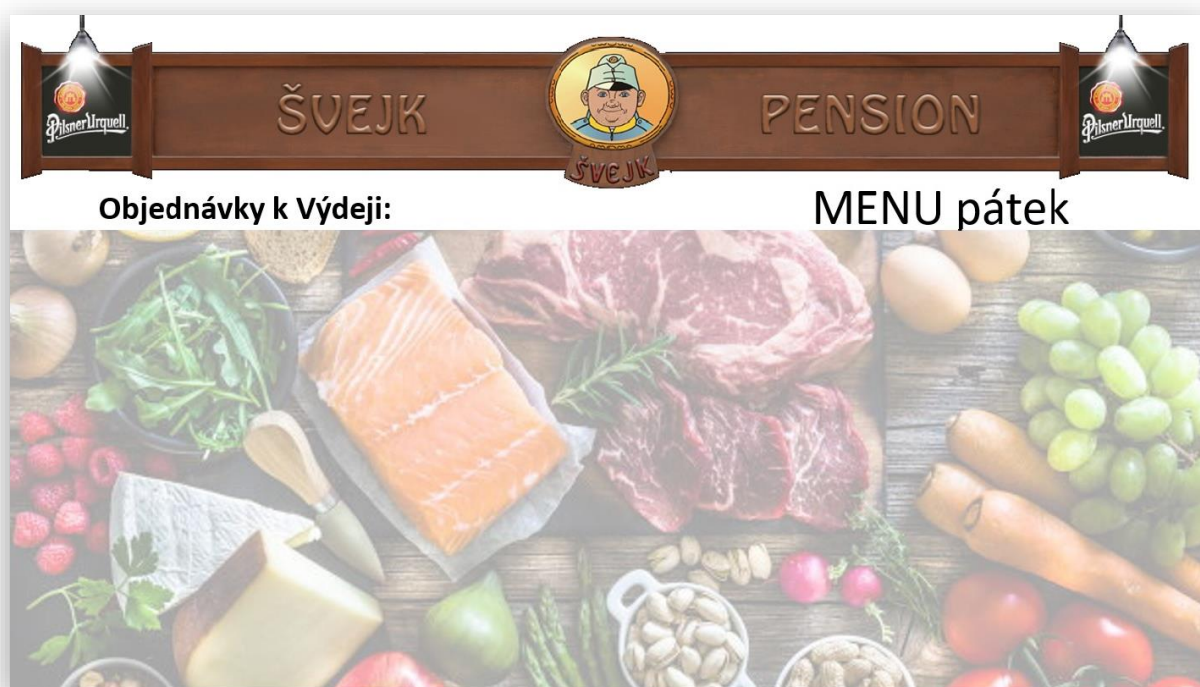 ŠVEJK
PENSION
ŠVEJK
Pilsner Urquell.
Pilsner Urquell.
Objednávky k Výdeji:
MENU pátek